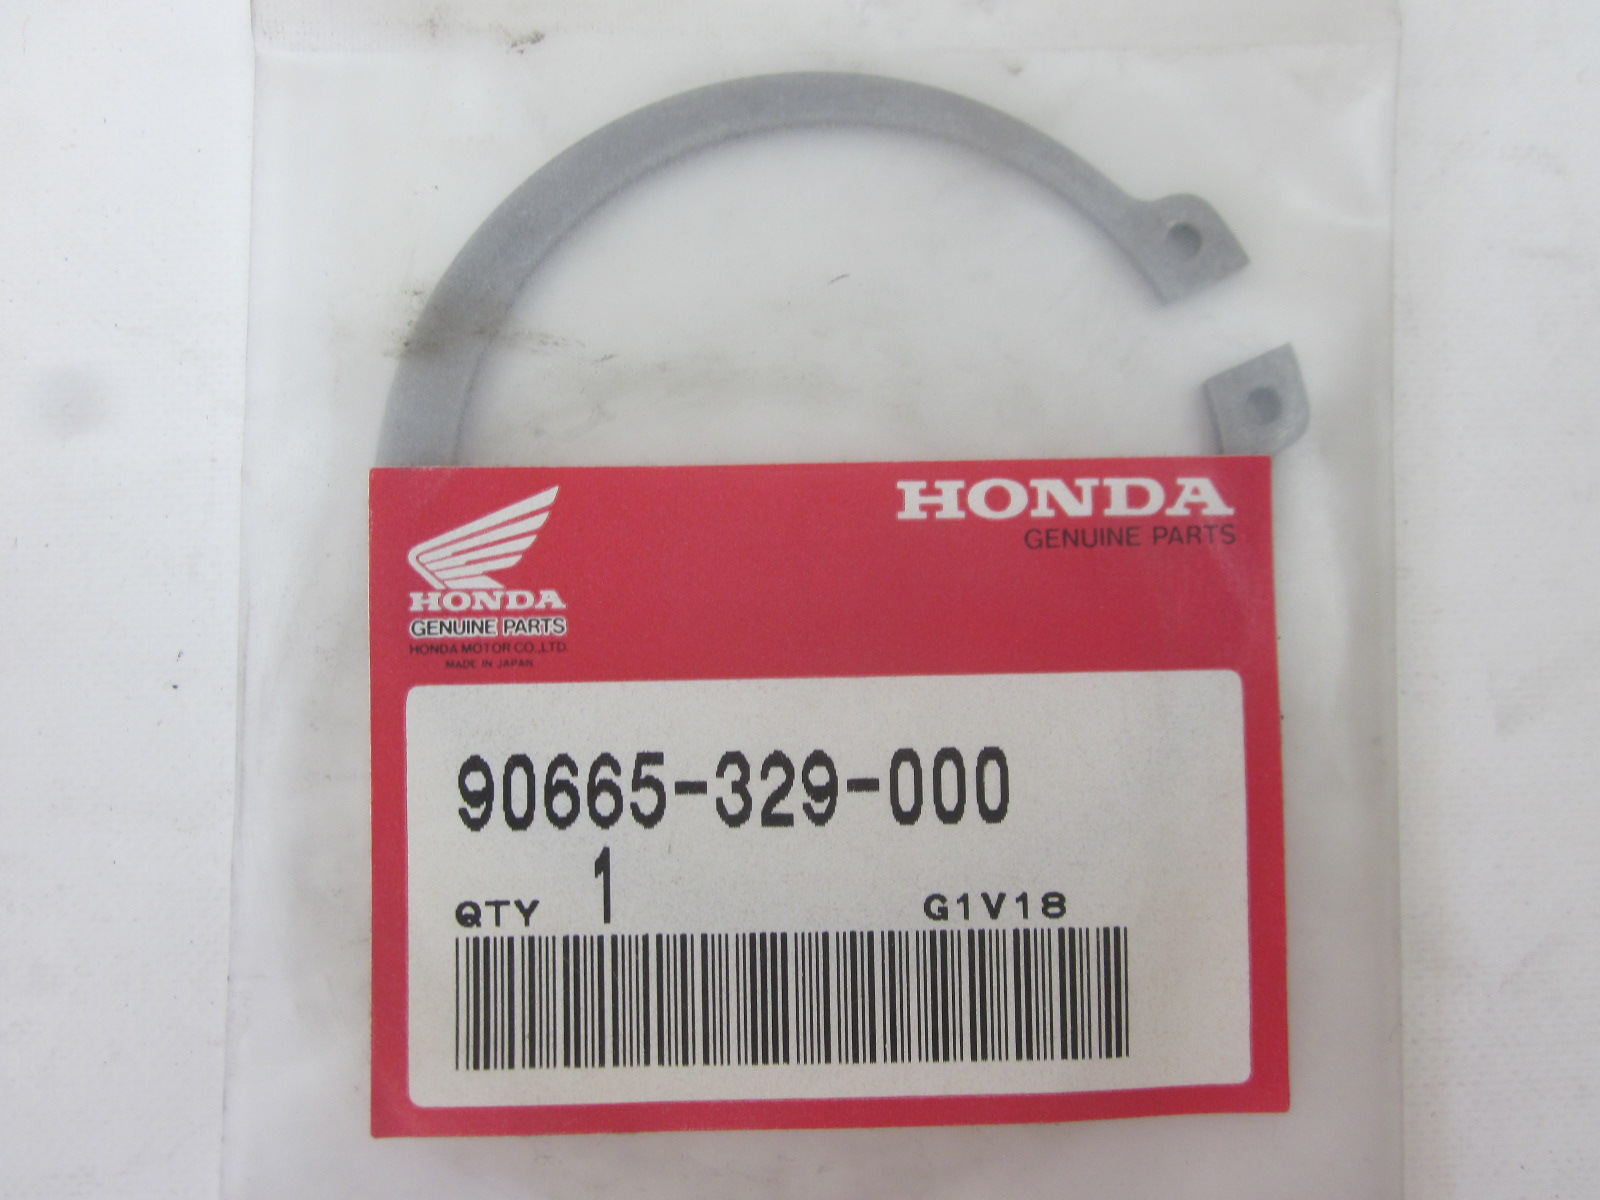 HONDA
GENUINE PARTS
HONDA
GENUINE PARTS
HONDA MOTOR CO.,LTD.
MADE IN JAPAN
90665-329-000
QTY 1 G1V18